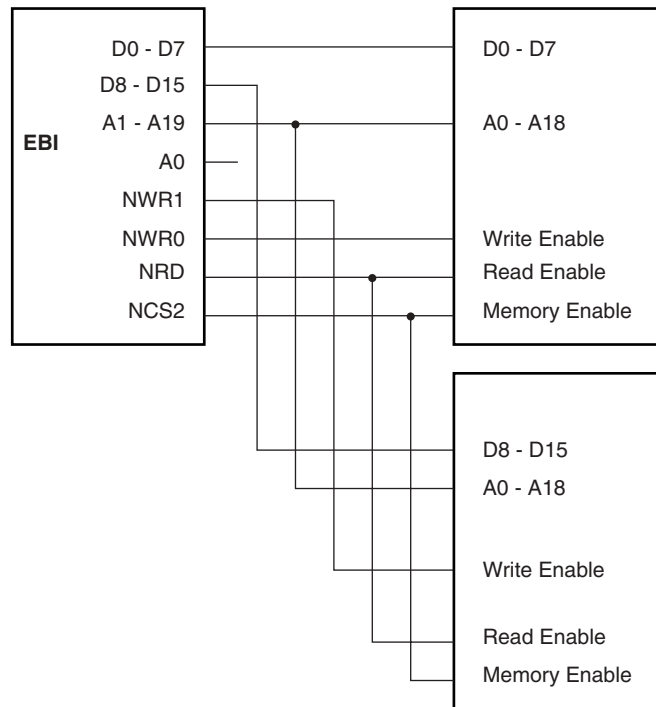 D0 - D7
D8 - D15
A1 - A19
EBI
A0
NWR1
NWR0
NRD
NCS2
D0 - D7
A0 - A18
Write Enable
Read Enable
Memory Enable
D8 - D15
A0 - A18
Write Enable
Read Enable
Memory Enable